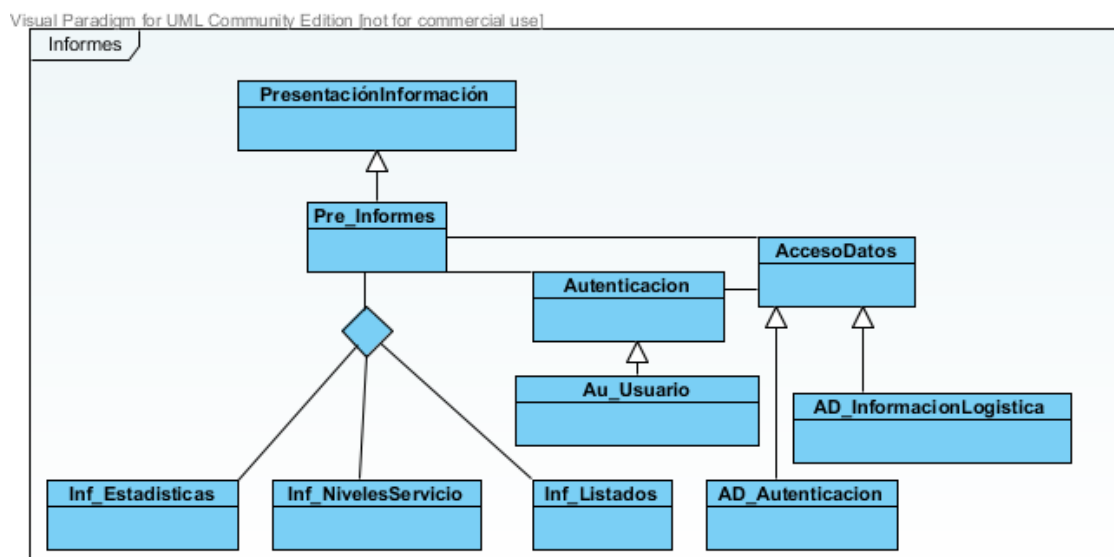 Visual Paradigm for UML Community Edition [not for commercial use]
Informes
PresentaciónInformación
Pre_Informes
AccesoDatos
Autenticacion
Au_Usuario
AD_InformacionLogistica
Inf_Estadisticas
Inf_NivelesServicio
Inf_Listados
AD_Autenticacion